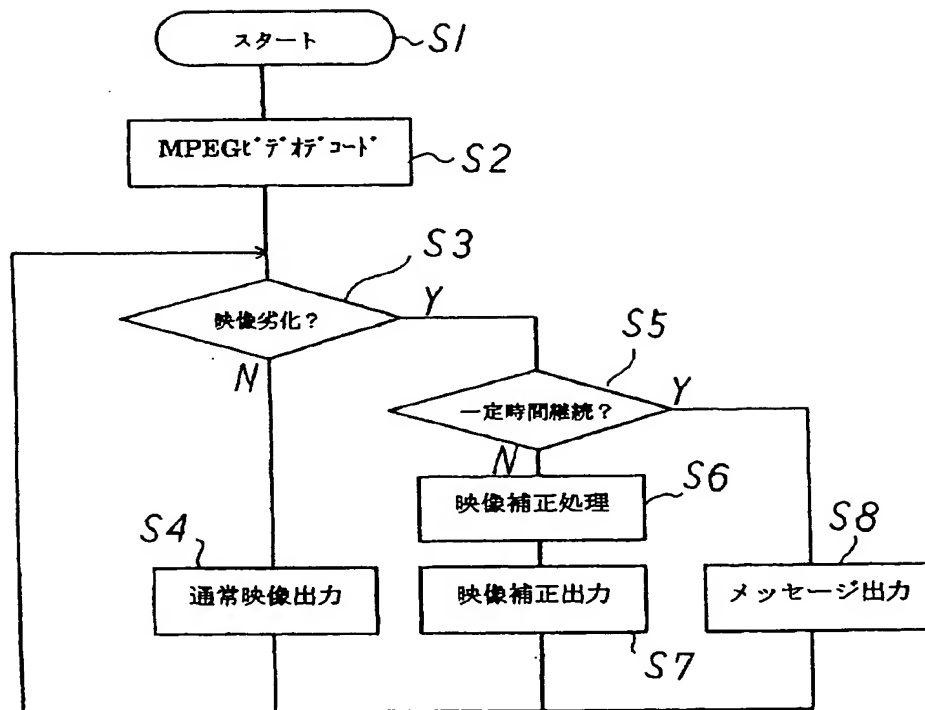 スタート
S1
MPEGビデオデコード
S2
S3
映像劣化?
Y
N
S5
一定時間継続?
Y
N
S6
映像補正処理
S4
通常映像出力
映像補正出力
S7
S8
メッセージ出力